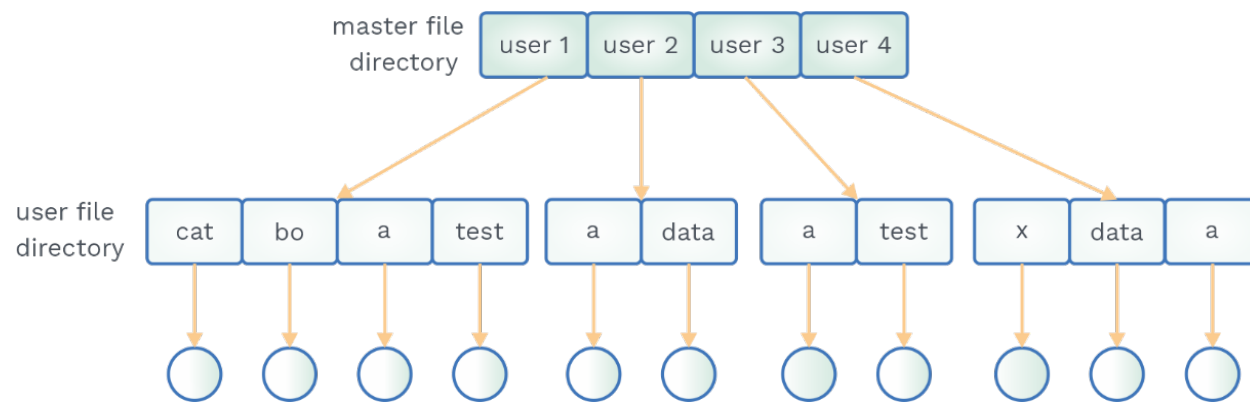 master file
directory
user 1 user 2 user 3 user 4
user file
directory
cat bo a test a data a test x data a